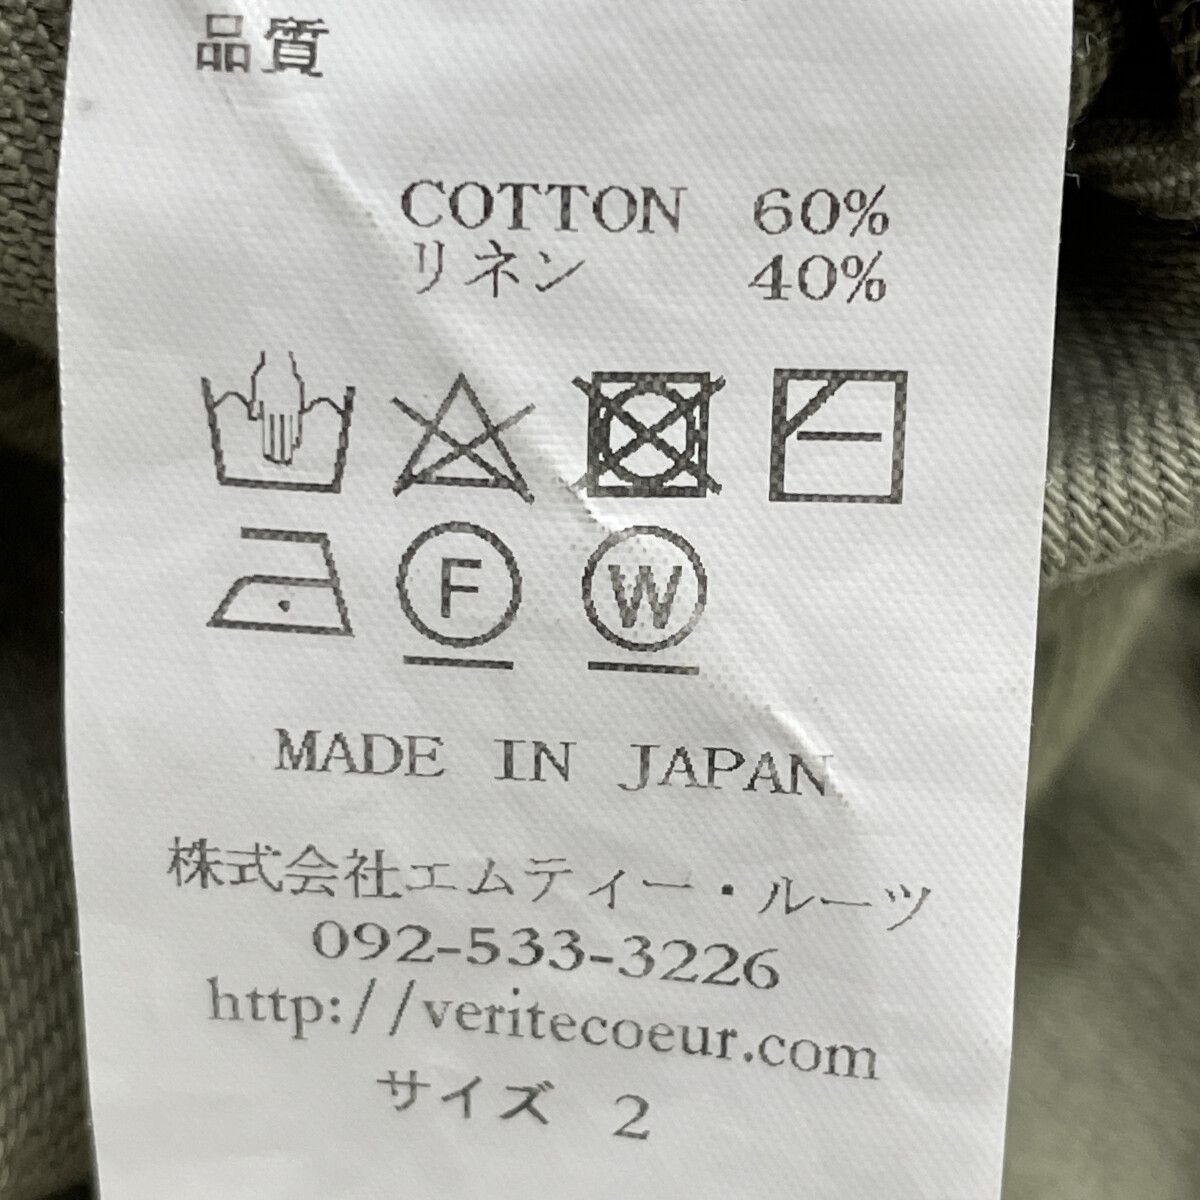 品質
COTTON 60%
リネン 40%
F W
MADE IN JAPAN
株式会社エムティー・ルーツ
092-533-3226
http://veritecoeur.com
サイズ 2